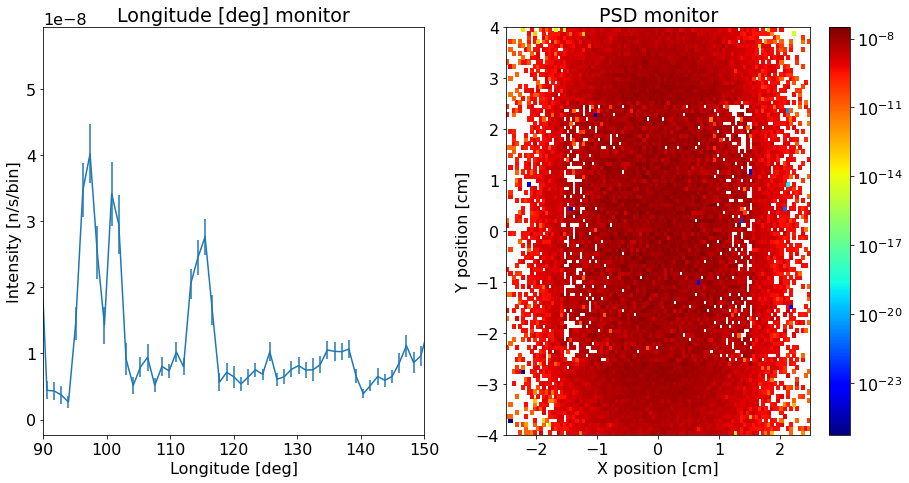 Longitude [deg] monitor
1e−8
5
4
3
2
1
0
Intensity [n/s/bin]
90 100 110 120 130 140 150
Longitude [deg]
PSD monitor
4
3
2
1
0
−1
−2
−3
−4
Y position [cm]
−2 −1 0 1 2
X position [cm]
10⁻⁸
10⁻¹¹
10⁻¹⁴
10⁻¹⁷
10⁻²⁰
10⁻²³